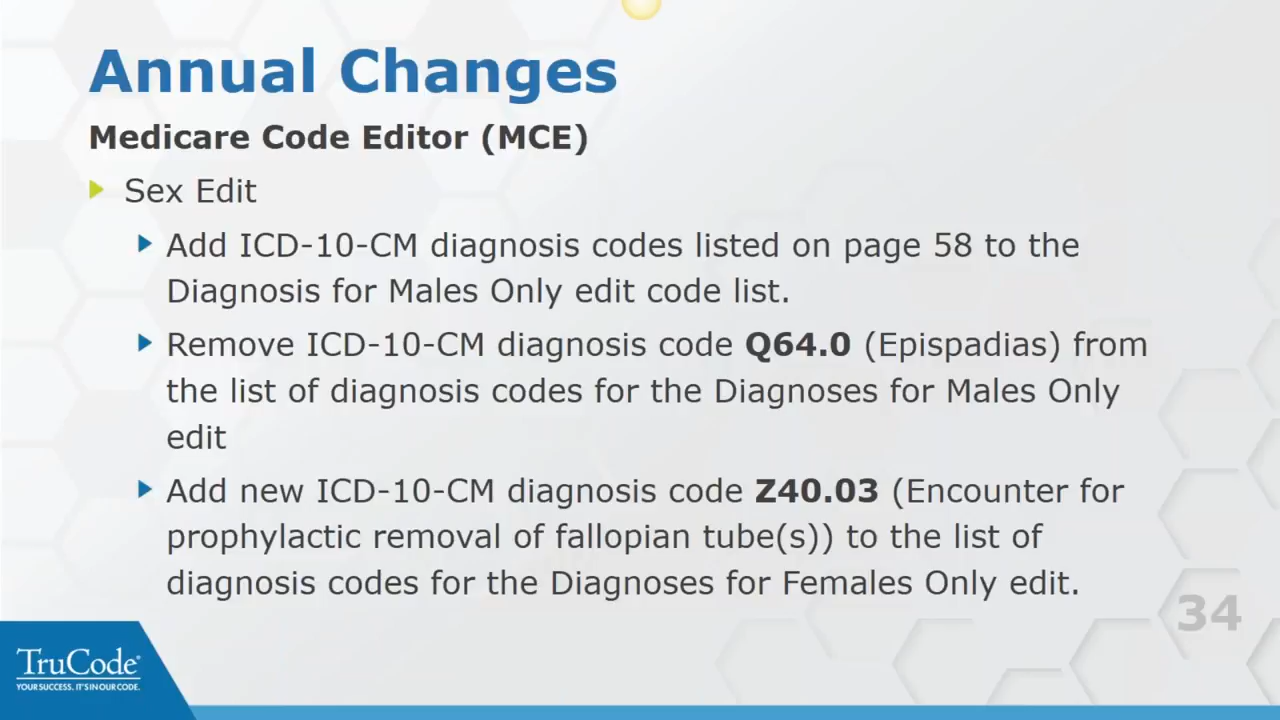 Annual Changes
Medicare Code Editor (MCE)
Sex Edit
Add ICD-10-CM diagnosis codes listed on page 58 to the
Diagnosis for Males Only edit code list.
Remove ICD-10-CM diagnosis code Q64.0 (Epispadias) from
the list of diagnosis codes for the Diagnoses for Males Only
edit
Add new ICD-10-CM diagnosis code Z40.03 (Encounter for
prophylactic removal of fallopian tube(s)) to the list of
diagnosis codes for the Diagnoses for Females Only edit.
34
TruCode®
YOUR SUCCESS. IT'S IN OUR CODE.